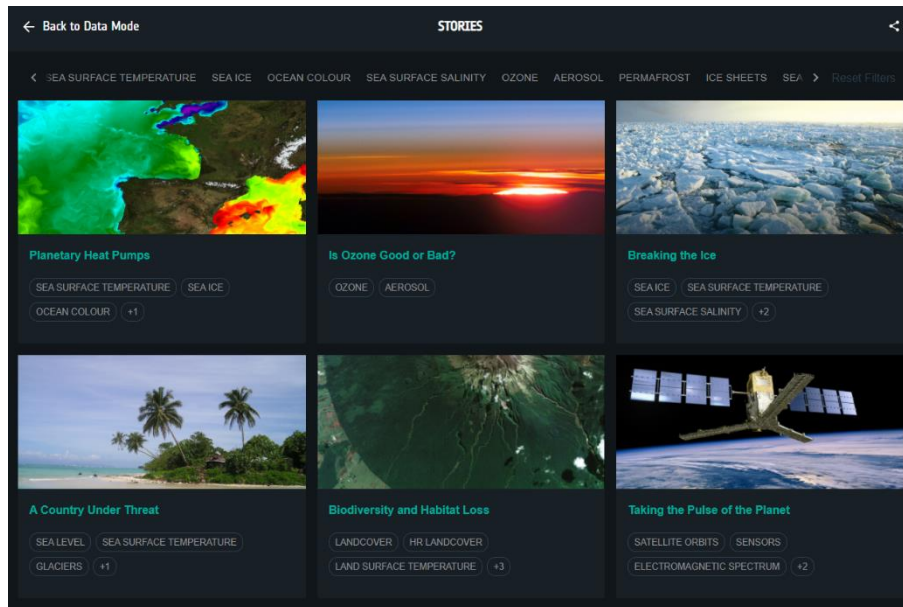 Back to Data Mode STORIES
SEA SURFACE TEMPERATURE SEA ICE OCEAN COLOUR SEA SURFACE SALINITY OZONE AEROSOL PERMAFROST ICE SHEETS SEA Reset Filters
Planetary Heat Pumps
SEA SURFACE TEMPERATURE SEA ICE
OCEAN COLOUR +1
Is Ozone Good or Bad?
OZONE AEROSOL
Breaking the Ice
SEA ICE SEA SURFACE TEMPERATURE
SEA SURFACE SALINITY +2
A Country Under Threat
SEA LEVEL SEA SURFACE TEMPERATURE
GLACIERS +1
Biodiversity and Habitat Loss
LANDCOVER HR LANDCOVER
LAND SURFACE TEMPERATURE +3
Taking the Pulse of the Planet
SATELLITE ORBITS SENSORS
ELECTROMAGNETIC SPECTRUM +2